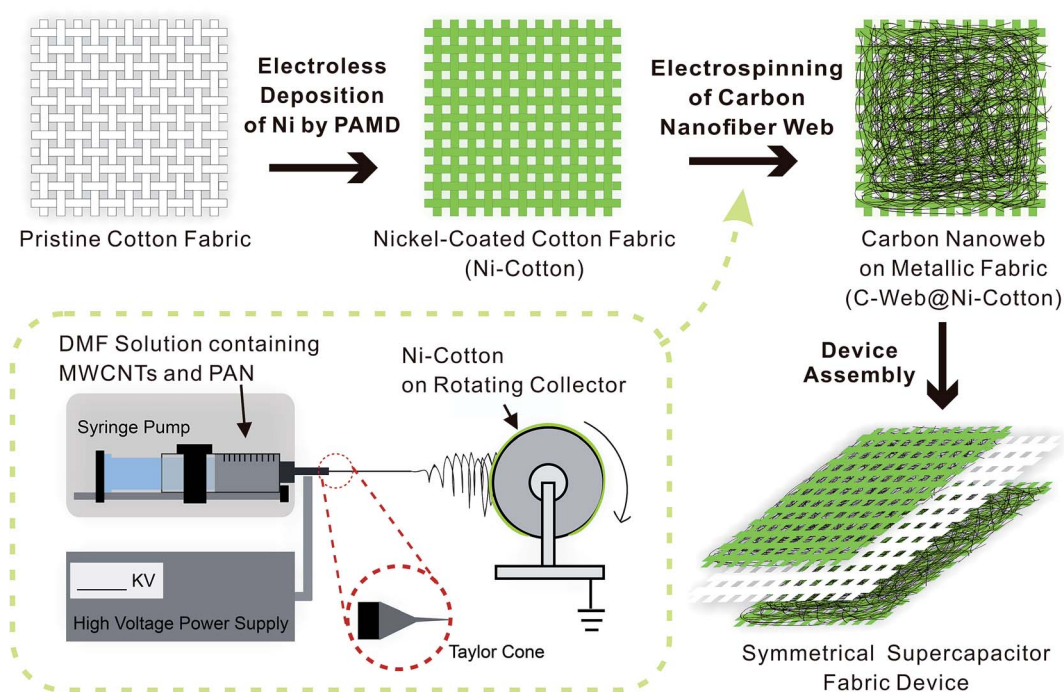 Electroless
Deposition
of Ni by PAMD
Electrospinning
of Carbon
Nanofiber Web
Pristine Cotton Fabric
Nickel-Coated Cotton Fabric
(Ni-Cotton)
Carbon Nanoweb
on Metallic Fabric
(C-Web@Ni-Cotton)
Device
Assembly
DMF Solution containing
MWCNTs and PAN
Ni-Cotton
on Rotating Collector
Syringe Pump
KV
High Voltage Power Supply
Taylor Cone
Symmetrical Supercapacitor
Fabric Device